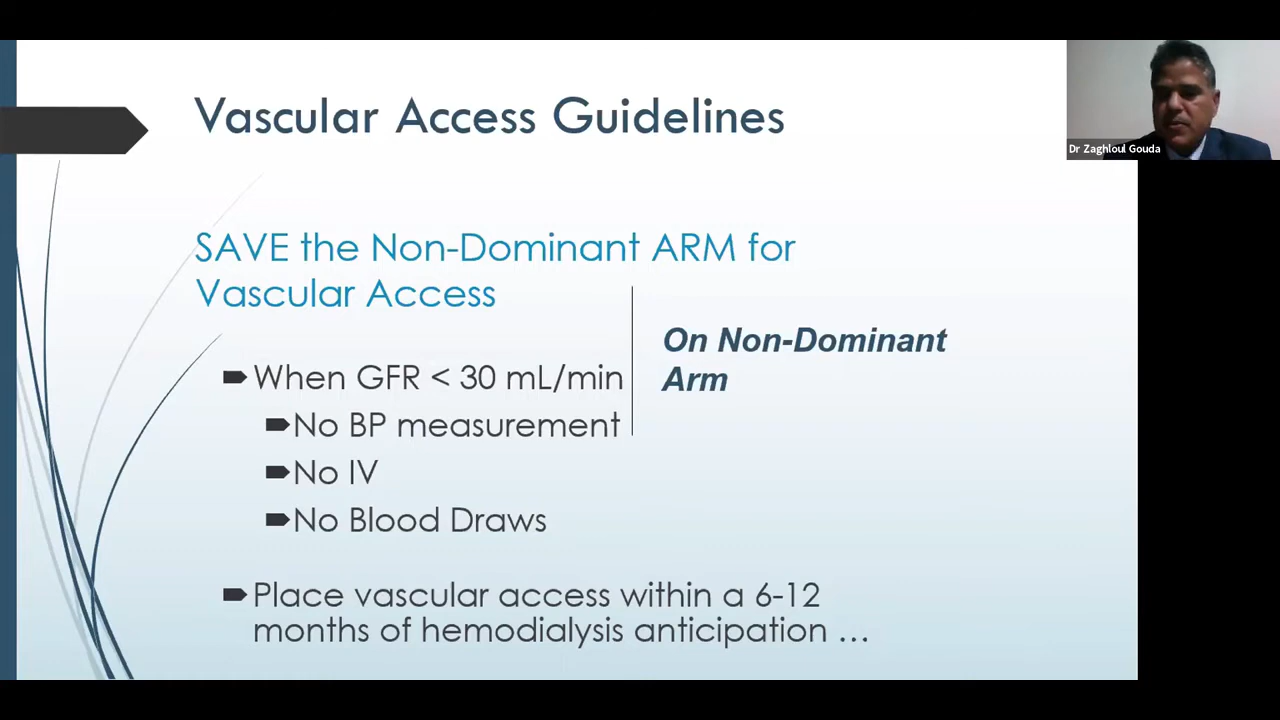 Vascular Access Guidelines
Dr Zaghloul Gouda
SAVE the Non-Dominant ARM for
Vascular Access
When GFR < 30 mL/min
No BP measurement
No IV
No Blood Draws
On Non-Dominant
Arm
Place vascular access within a 6-12
months of hemodialysis anticipation …